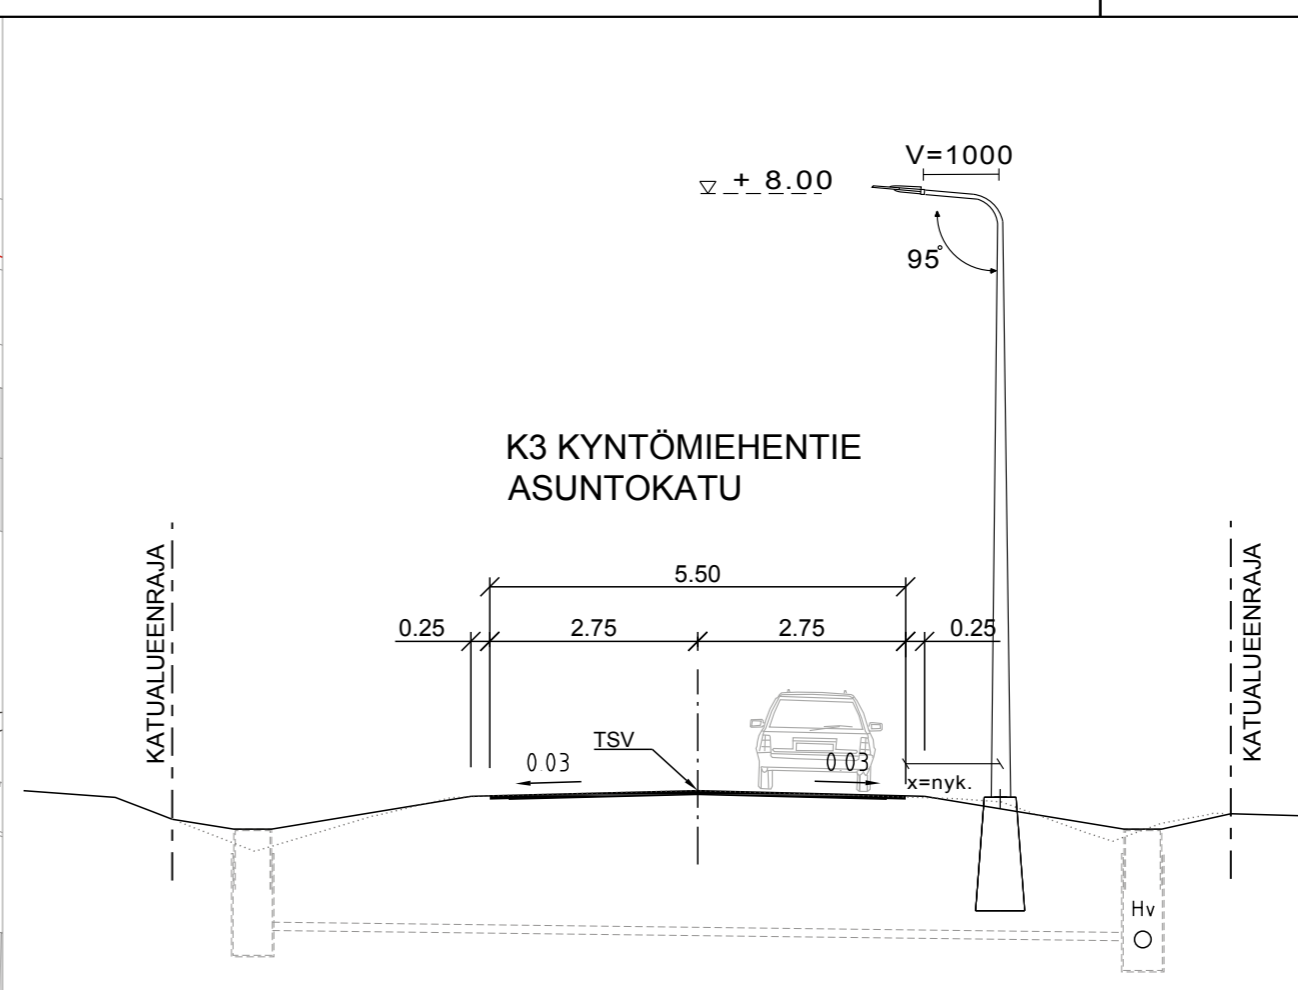 V=1000
+ 8.00
95°
K3 KYNTÖMIEHENTIE
ASUNTOKATU
KATUALUEENRAJA
KATUALUEENRAJA
5.50
0.25 2.75 2.75 0.25
TSV
0.03 0.03
x=nyk.
Hv